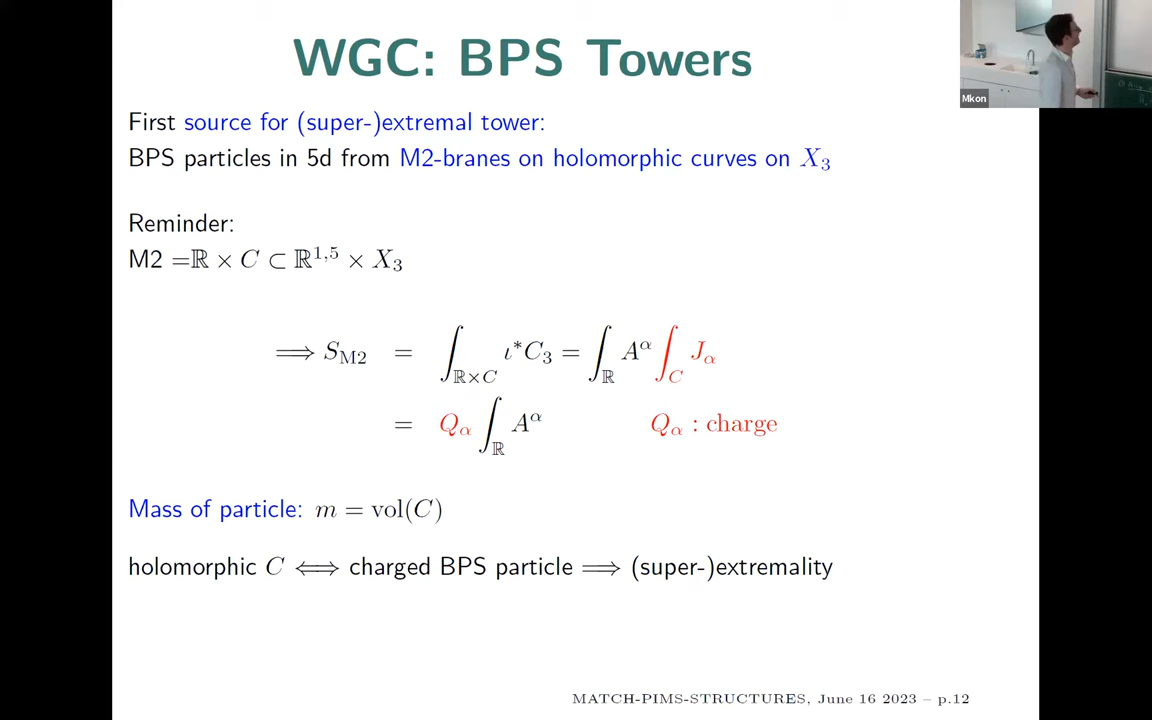 WGC: BPS Towers
Mkon
First source for (super-)extremal tower:
BPS particles in 5d from M2-branes on holomorphic curves on X₃
Reminder:
M2 =ℝ × C ⊂ ℝ^{1,5} × X₃
⟹ S_{M2} = ∫_{ℝ×C} ι*C₃ = ∫_ℝ A^α ∫_C J_α
= Q_α ∫_ℝ A^α Q_α : charge
Mass of particle: m = vol(C)
holomorphic C ⟺ charged BPS particle ⟹ (super-)extremality
MATCH-PIMS-STRUCTURES, June 16 2023 – p.12